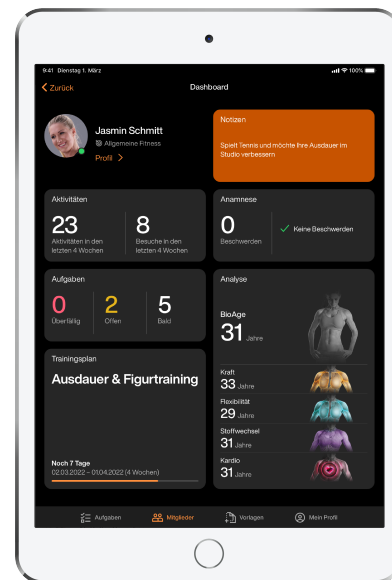 9:41 Dienstag 1. März
100%
Zurück
Dashboard
Jasmin Schmitt
Allgemeine Fitness
Profil
Notizen
Spielt Tennis und möchte Ihre Ausdauer im
Studio verbessern
Aktivitäten
23
Aktivitäten in den
letzten 4 Wochen
8
Besuche in den
letzten 4 Wochen
Anamnese
0
Beschwerden
Keine Beschwerden
Aufgaben
0
Überfällig
2
Offen
5
Bald
Analyse
BioAge
31 Jahre
Kraft
33 Jahre
Flexibilität
29 Jahre
Stoffwechsel
31 Jahre
Kardio
31 Jahre
Trainingsplan
Ausdauer & Figurtraining
Noch 7 Tage
02.03.2022 – 01.04.2022 (4 Wochen)
Aufgaben
Mitglieder
Vorlagen
Mein Profil